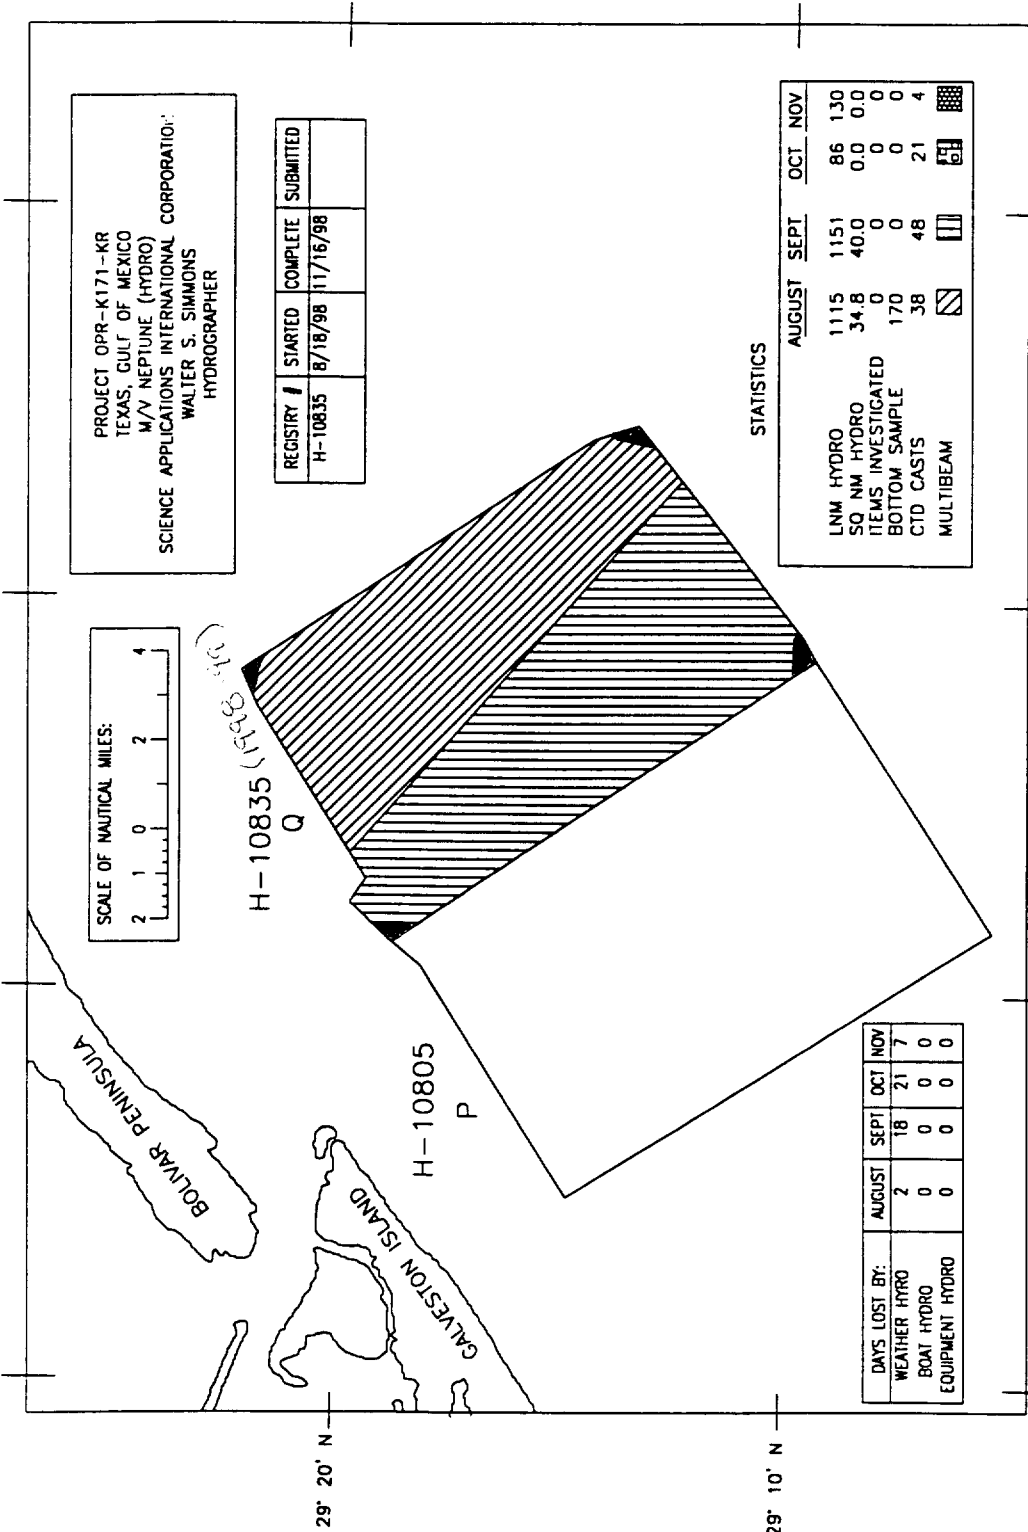 PROJECT OPR-K171-KR
TEXAS, GULF OF MEXICO
M/V NEPTUNE (HYDRO)
SCIENCE APPLICATIONS INTERNATIONAL CORPORATION
WALTER S. SIMMONS
HYDROGRAPHER
SCALE OF NAUTICAL MILES:
2 1 0 2 4
REGISTRY # STARTED COMPLETE SUBMITTED
H-10835 8/18/98 11/16/98
BOLIVAR PENINSULA
H-10835 (1998-99)
Q
29° 20' N
GALVESTON ISLAND
H-10805
P
29° 10' N
DAYS LOST BY: AUGUST SEPT OCT NOV
WEATHER HYRO 2 18 21 7
BOAT HYDRO 0 0 0 0
EQUIPMENT HYDRO 0 0 0 0
STATISTICS
AUGUST SEPT OCT NOV
LNM HYDRO 1115 1151 86 130
SQ NM HYDRO 34.8 40.0 0.0 0.0
ITEMS INVESTIGATED 0 0 0 0
BOTTOM SAMPLE 170 0 0 0
CTD CASTS 38 48 21 4
MULTIBEAM